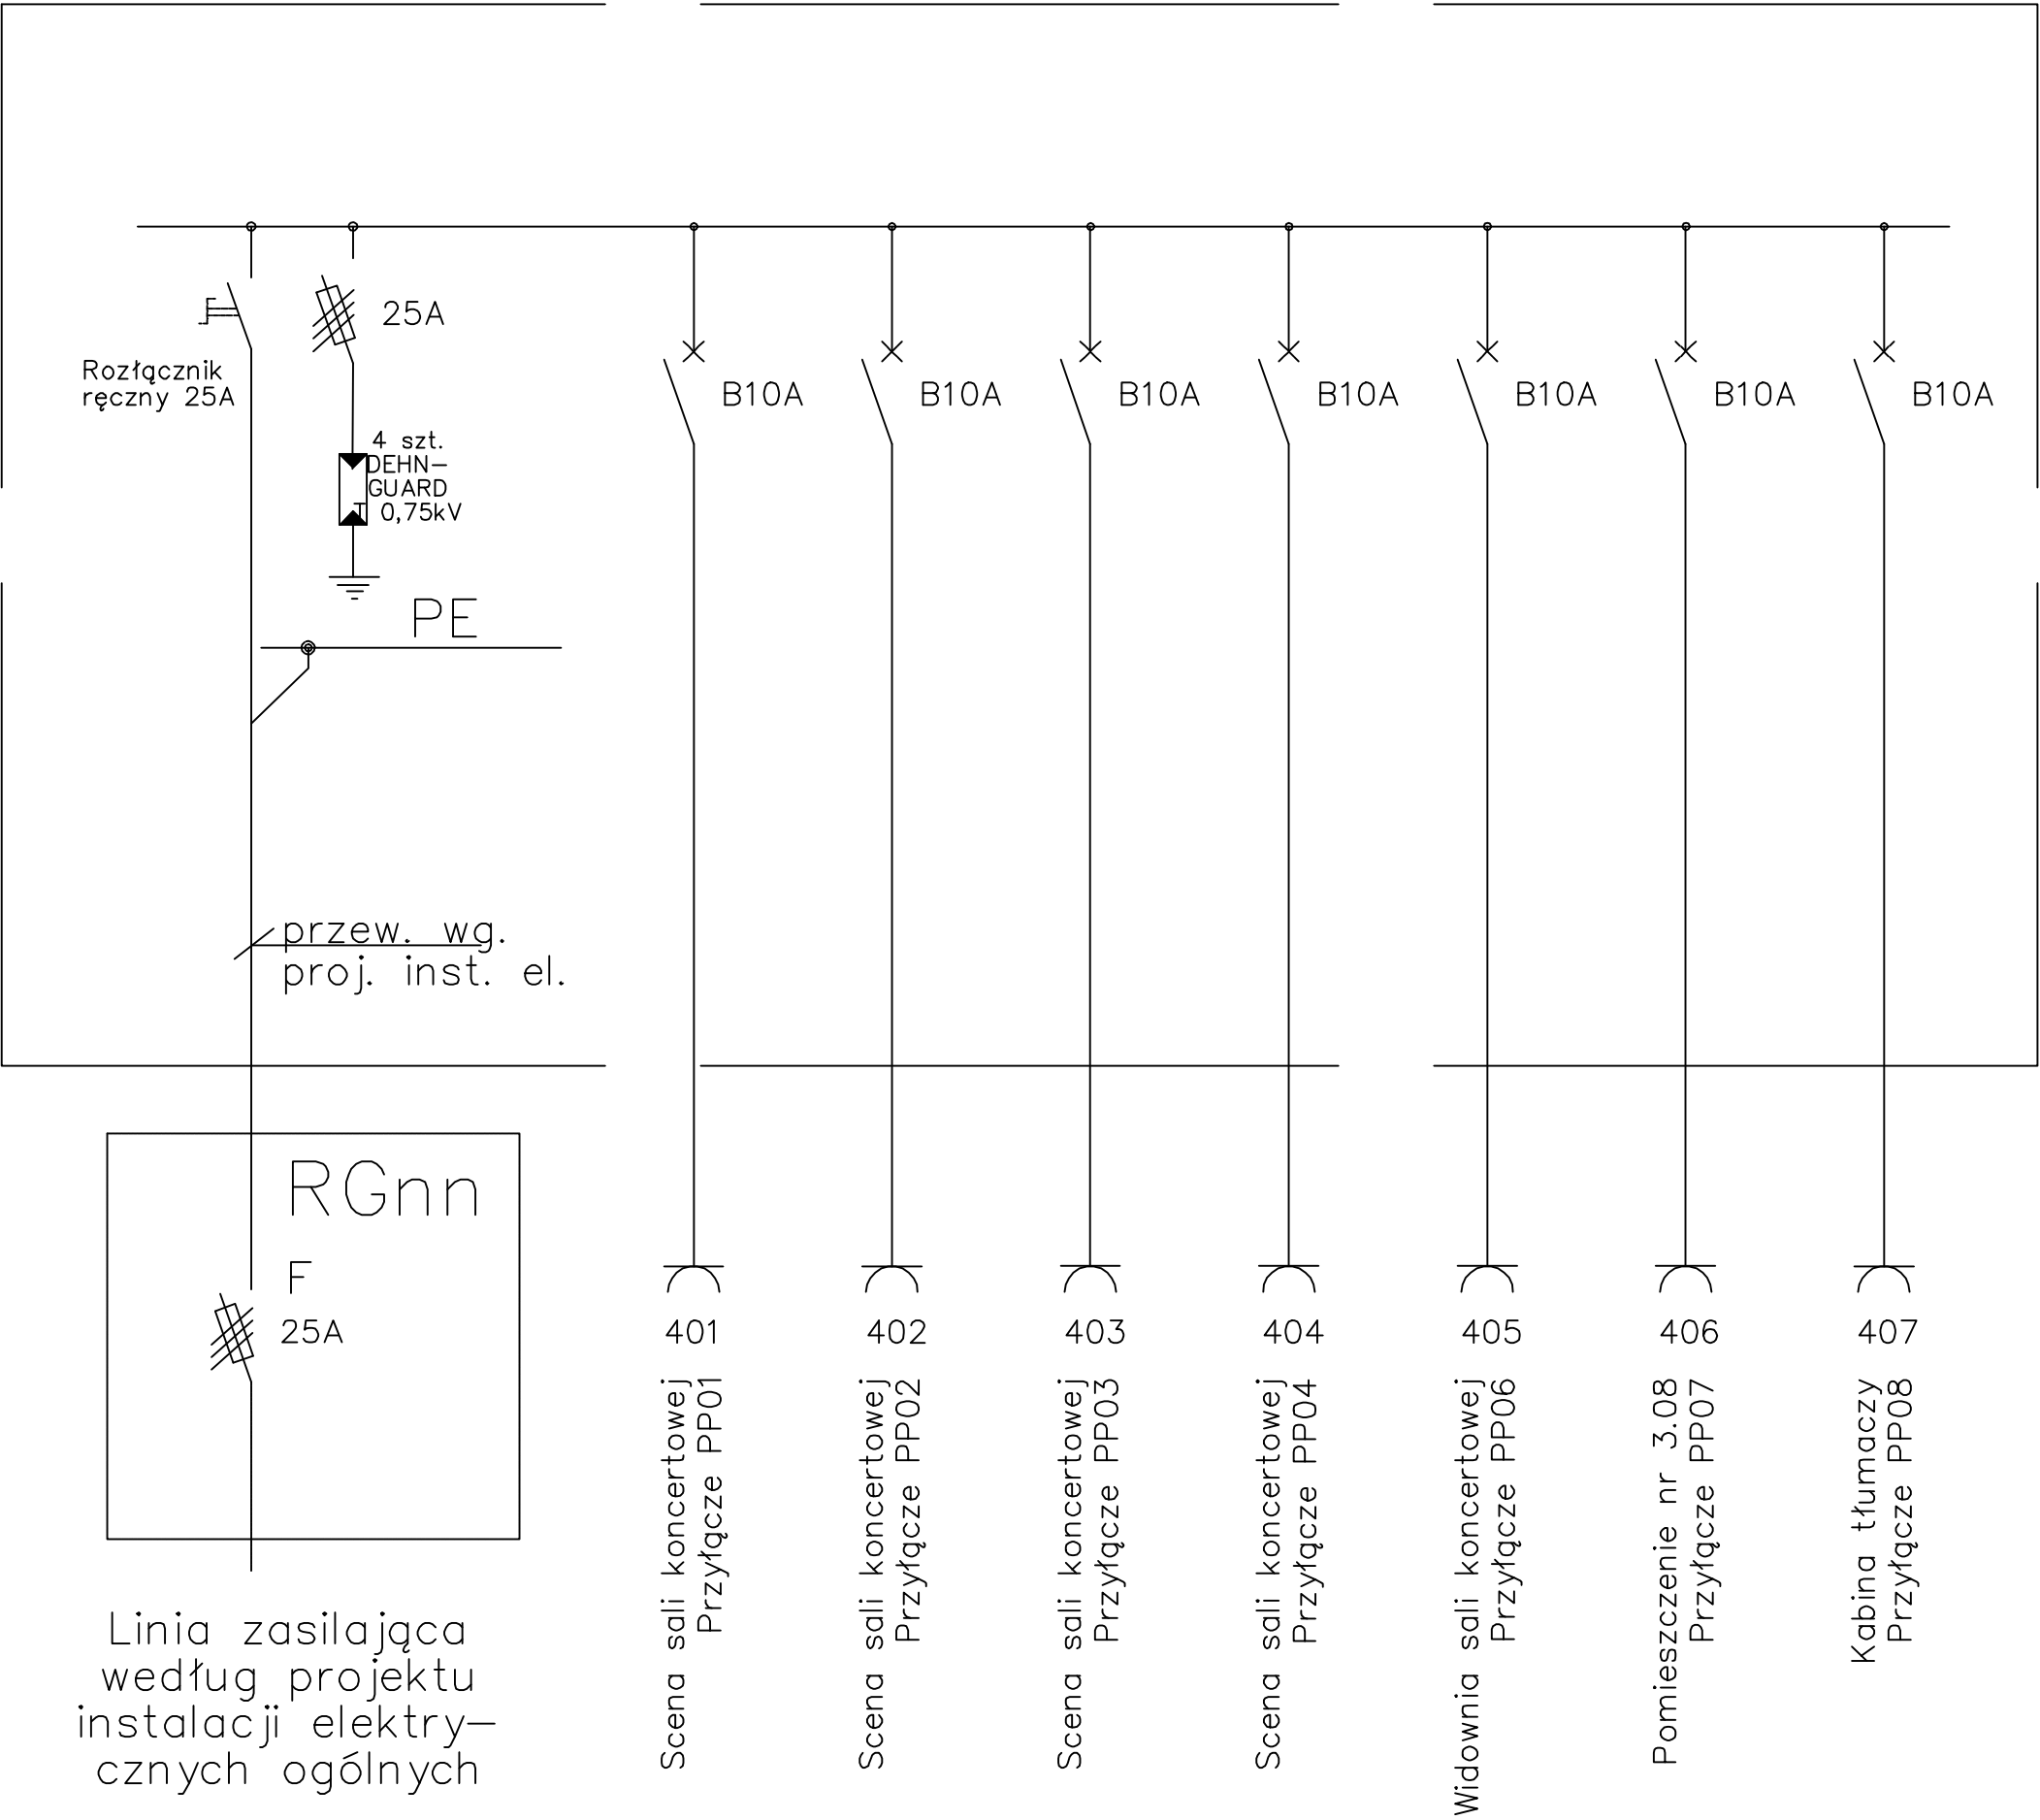 25A
Rozłącznik
ręczny 25A
B10A
B10A
B10A
B10A
B10A
B10A
B10A
4 szt.
DEHN-
GUARD
T 0,75kV
PE
przew. wg.
proj. inst. el.
RGnn
F
25A
Linia zasilająca
według projektu
instalacji elektry-
cznych ogólnych
401
Scena sali koncertowej
Przyłącze PP01
402
Scena sali koncertowej
Przyłącze PP02
403
Scena sali koncertowej
Przyłącze PP03
404
Scena sali koncertowej
Przyłącze PP04
405
Widownia sali koncertowej
Przyłącze PP06
406
Pomieszczenie nr 3.08
Przyłącze PP07
407
Kabina tłumaczy
Przyłącze PP08